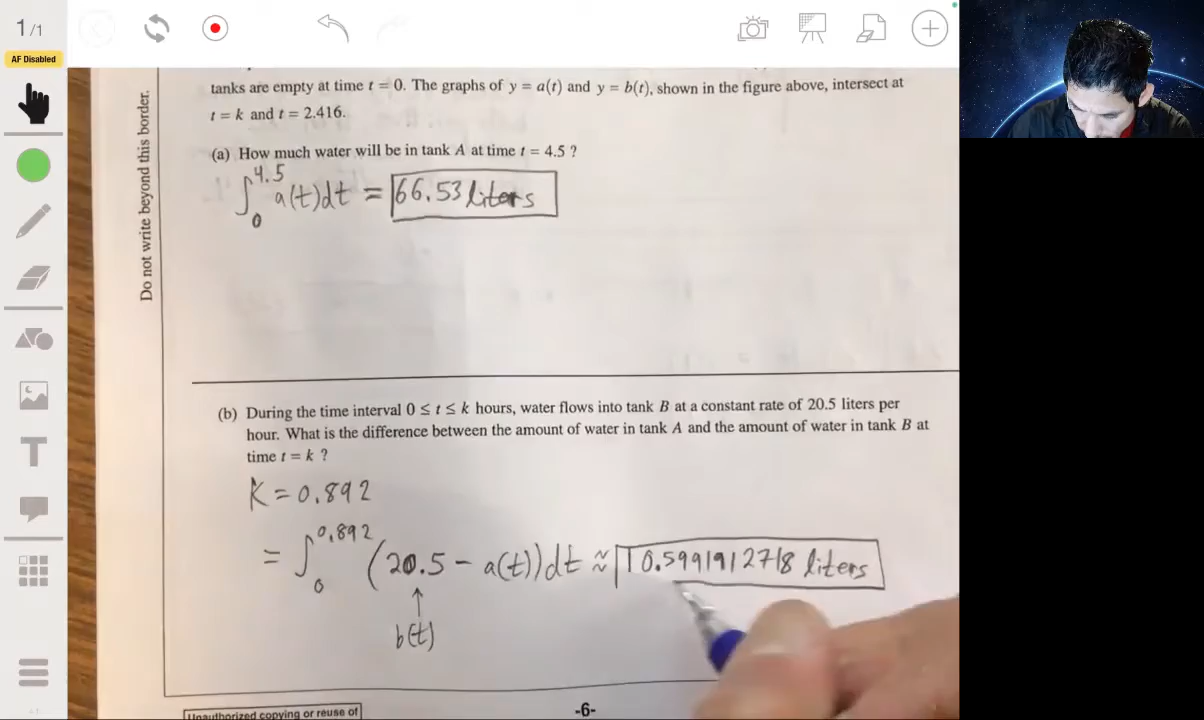 1/1
AF Disabled
tanks are empty at time t = 0. The graphs of y = a(t) and y = b(t), shown in the figure above, intersect at
t = k and t = 2.416.
(a) How much water will be in tank A at time t = 4.5 ?
∫₀^4.5 a(t)dt = 66.53 liters
Do not write beyond this border.
(b) During the time interval 0 ≤ t ≤ k hours, water flows into tank B at a constant rate of 20.5 liters per
hour. What is the difference between the amount of water in tank A and the amount of water in tank B at
time t = k ?
K = 0.892
= ∫₀^0.892 (20.5 − a(t))dt ≈ 10.5991912718 liters
↑
b(t)
T
Unauthorized copying or reuse of
-6-